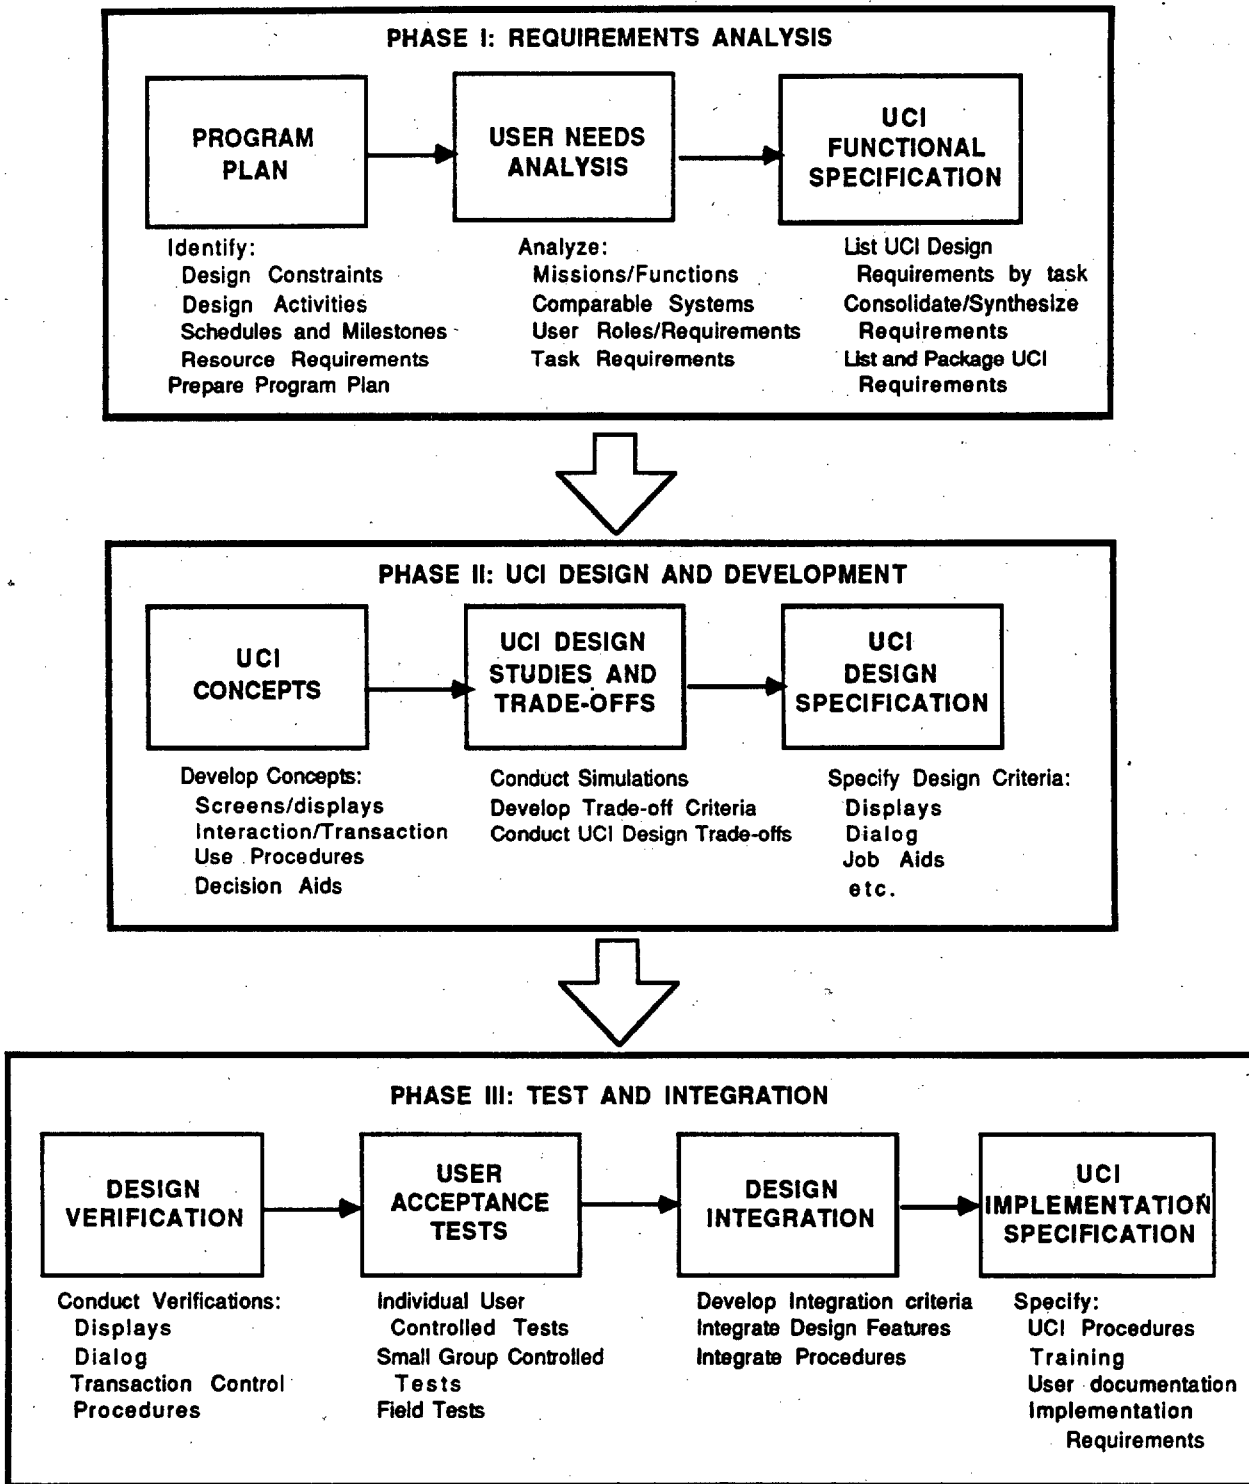 PHASE I: REQUIREMENTS ANALYSIS
PROGRAM
PLAN
USER NEEDS
ANALYSIS
UCI
FUNCTIONAL
SPECIFICATION
Identify:
Design Constraints
Design Activities
Schedules and Milestones
Resource Requirements
Prepare Program Plan
Analyze:
Missions/Functions
Comparable Systems
User Roles/Requirements
Task Requirements
List UCI Design
Requirements by task
Consolidate/Synthesize
Requirements
List and Package UCI
Requirements
PHASE II: UCI DESIGN AND DEVELOPMENT
UCI
CONCEPTS
UCI DESIGN
STUDIES AND
TRADE-OFFS
UCI
DESIGN
SPECIFICATION
Develop Concepts:
Screens/displays
Interaction/Transaction
Use Procedures
Decision Aids
Conduct Simulations
Develop Trade-off Criteria
Conduct UCI Design Trade-offs
Specify Design Criteria:
Displays
Dialog
Job Aids
etc.
PHASE III: TEST AND INTEGRATION
DESIGN
VERIFICATION
USER
ACCEPTANCE
TESTS
DESIGN
INTEGRATION
UCI
IMPLEMENTATION
SPECIFICATION
Conduct Verifications:
Displays
Dialog
Transaction Control
Procedures
Individual User
Controlled Tests
Small Group Controlled
Tests
Field Tests
Develop Integration criteria
Integrate Design Features
Integrate Procedures
Specify:
UCI Procedures
Training
User documentation
Implementation
Requirements